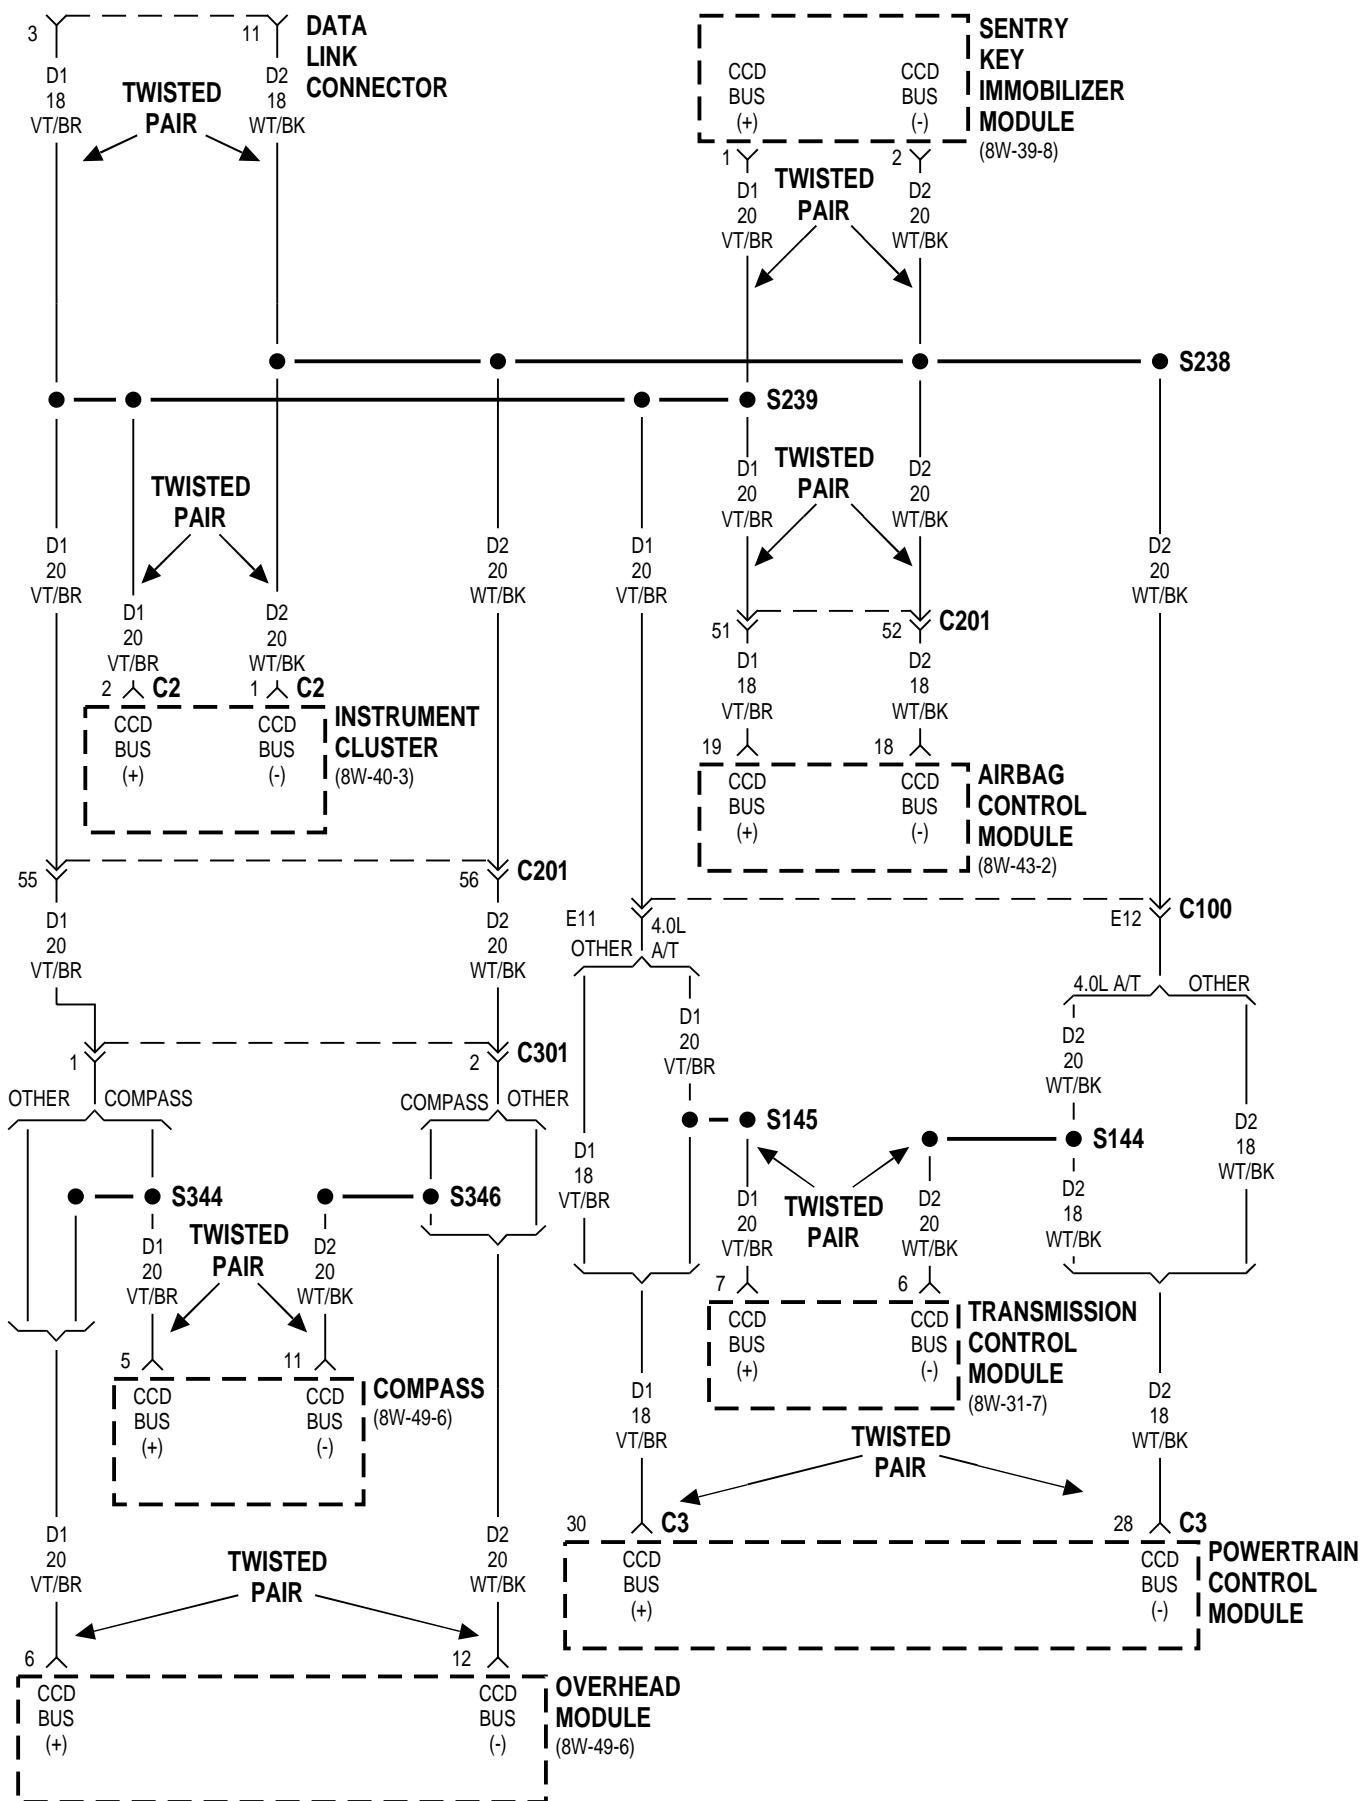 3
11
DATA
LINK
CONNECTOR
D1
18
VT/BR
TWISTED
PAIR
D2
18
WT/BK
CCD
BUS
(+)
CCD
BUS
(-)
SENTRY
KEY
IMMOBILIZER
MODULE
(8W-39-8)
1
2
D1
20
VT/BR
TWISTED
PAIR
D2
20
WT/BK
S238
S239
TWISTED
PAIR
D1
20
VT/BR
D1
20
VT/BR
D2
20
WT/BK
2
C2
1
C2
CCD
BUS
(+)
CCD
BUS
(-)
INSTRUMENT
CLUSTER
(8W-40-3)
D2
20
WT/BK
D1
20
VT/BR
D1
20
VT/BR
TWISTED
PAIR
D2
20
WT/BK
D2
20
WT/BK
51
52
C201
D1
18
VT/BR
D2
18
WT/BK
19
18
CCD
BUS
(+)
CCD
BUS
(-)
AIRBAG
CONTROL
MODULE
(8W-43-2)
55
56
C201
D1
20
VT/BR
D2
20
WT/BK
E11
E12
C100
OTHER
4.0L
A/T
4.0L A/T
OTHER
1
2
C301
OTHER
COMPASS
COMPASS
OTHER
D1
20
VT/BR
D2
20
WT/BK
S145
S144
D1
18
VT/BR
D2
18
WT/BK
S344
S346
TWISTED
PAIR
D1
20
VT/BR
D2
20
WT/BK
D1
20
VT/BR
TWISTED
PAIR
D2
20
WT/BK
D2
18
WT/BK
7
6
CCD
BUS
(+)
CCD
BUS
(-)
TRANSMISSION
CONTROL
MODULE
(8W-31-7)
5
11
CCD
BUS
(+)
CCD
BUS
(-)
COMPASS
(8W-49-6)
D1
18
VT/BR
TWISTED
PAIR
D2
18
WT/BK
30
C3
28
C3
CCD
BUS
(+)
CCD
BUS
(-)
POWERTRAIN
CONTROL
MODULE
D1
20
VT/BR
TWISTED
PAIR
D2
20
WT/BK
6
12
CCD
BUS
(+)
CCD
BUS
(-)
OVERHEAD
MODULE
(8W-49-6)